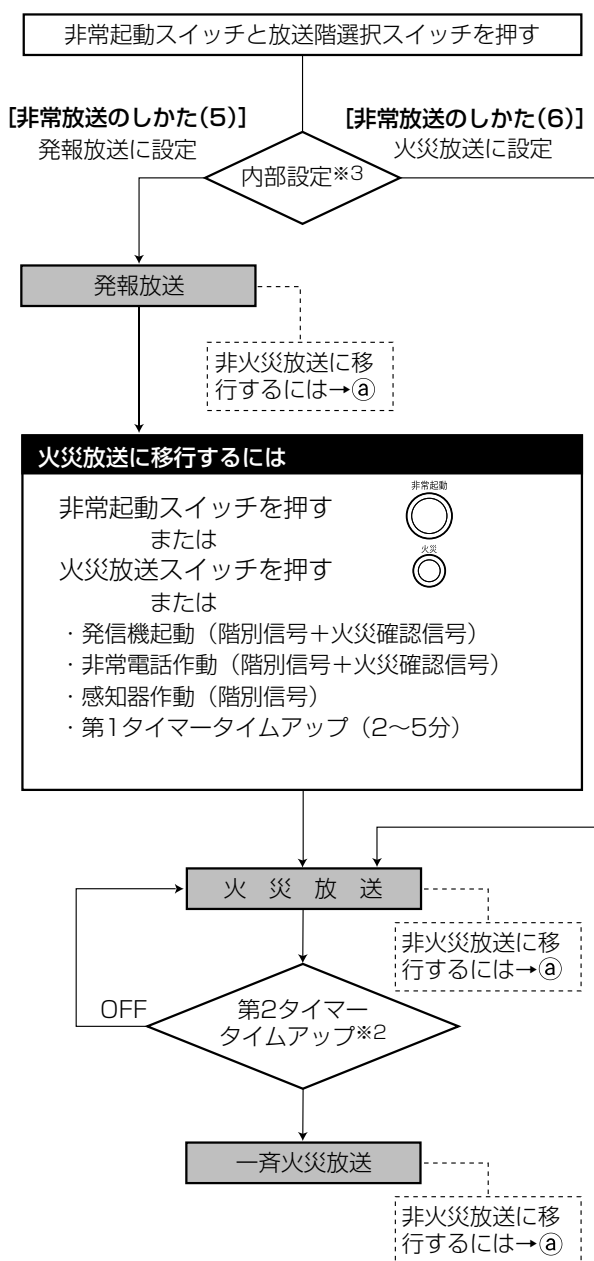 非常起動スイッチと放送階選択スイッチを押す
[非常放送のしかた(5)]
発報放送に設定
[非常放送のしかた(6)]
火災放送に設定
内部設定※3
発報放送
非火災放送に移
行するには→ⓐ
火災放送に移行するには
非常起動スイッチを押す
非常起動
または
火災放送スイッチを押す
火災
または
・発信機起動（階別信号＋火災確認信号）
・非常電話作動（階別信号＋火災確認信号）
・感知器作動（階別信号）
・第1タイマータイムアップ（2～5分）
火 災 放 送
非火災放送に移
行するには→ⓐ
OFF
第2タイマー
タイムアップ※2
一斉火災放送
非火災放送に移
行するには→ⓐ